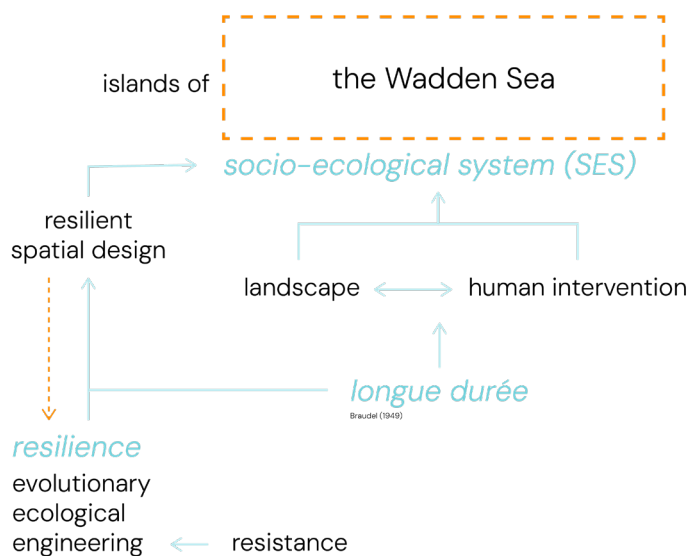 islands of
the Wadden Sea
socio-ecological system (SES)
resilient
spatial design
landscape
human intervention
longue durée
Braudel (1949)
resilience
evolutionary
ecological
engineering
resistance